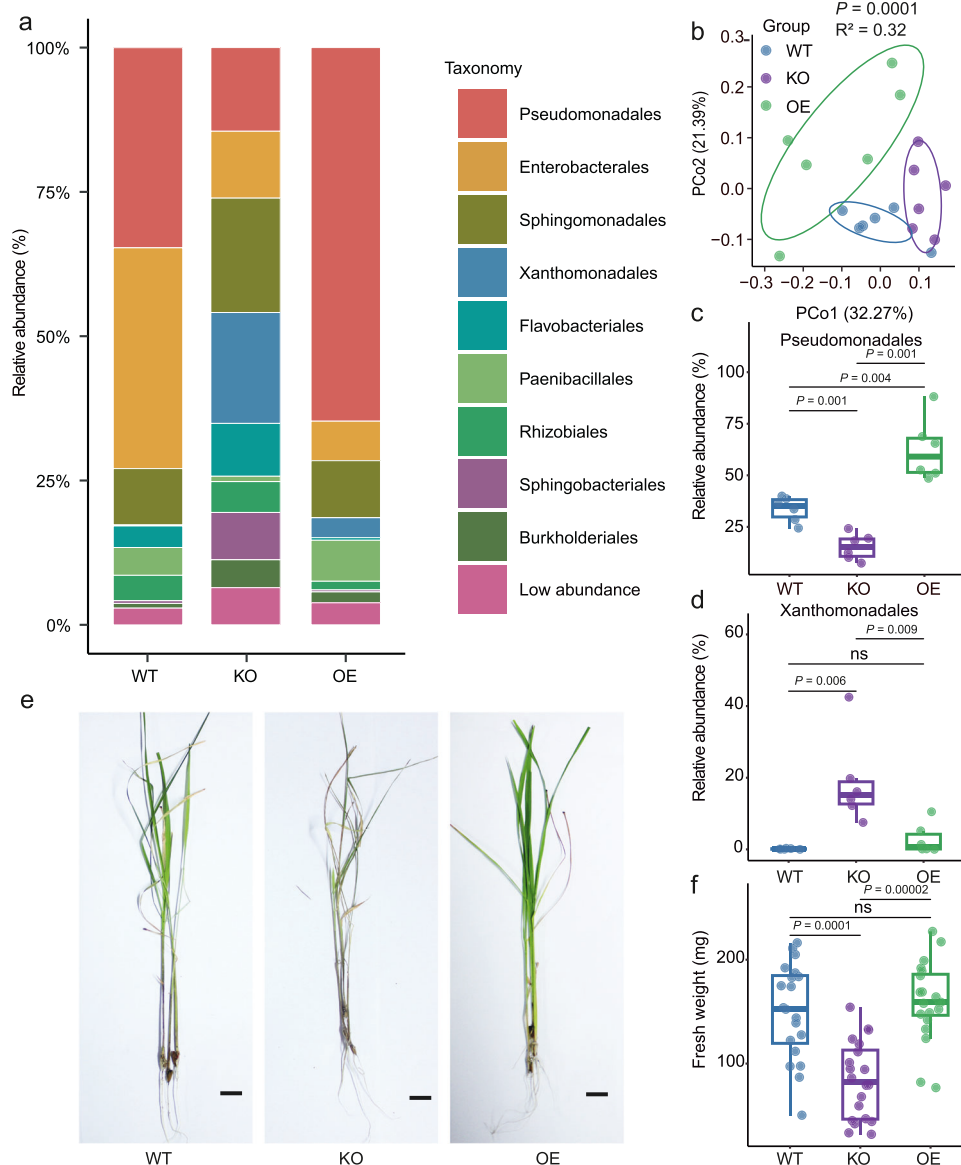 a
100%
75%
50%
25%
0%
Relative abundance (%)
WT
KO
OE
Taxonomy
Pseudomonadales
Enterobacterales
Sphingomonadales
Xanthomonadales
Flavobacteriales
Paenibacillales
Rhizobiales
Sphingobacteriales
Burkholderiales
Low abundance
b
P = 0.0001
R² = 0.32
Group
WT
KO
OE
PCo2 (21.39%)
0.3
0.2
0.1
0.0
−0.1
−0.3
−0.2
−0.1
0.0
0.1
PCo1 (32.27%)
c
Pseudomonadales
P = 0.001
P = 0.004
P = 0.001
Relative abundance (%)
100
75
50
25
WT
KO
OE
d
Xanthomonadales
P = 0.009
ns
P = 0.006
Relative abundance (%)
60
40
20
0
WT
KO
OE
e
WT
KO
OE
f
P = 0.00002
ns
P = 0.0001
Fresh weight (mg)
200
100
WT
KO
OE